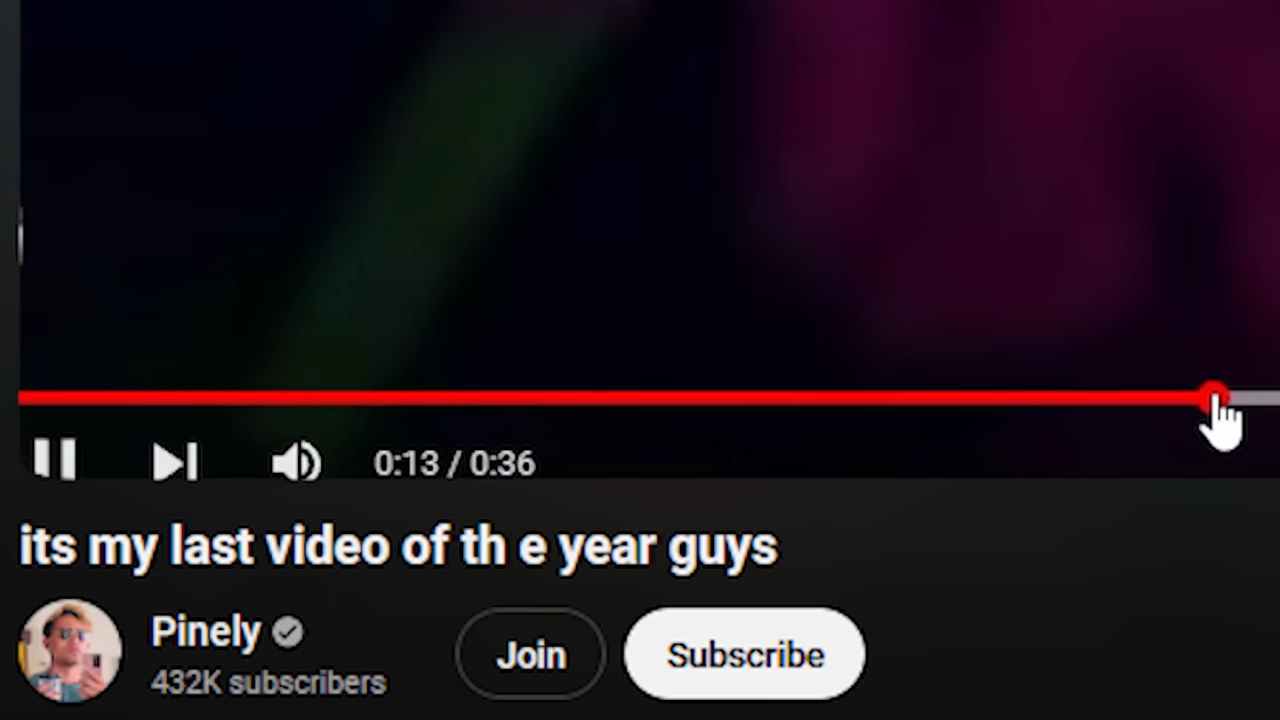 0:13 / 0:36
its my last video of th e year guys
Pinely
432K subscribers
Join
Subscribe